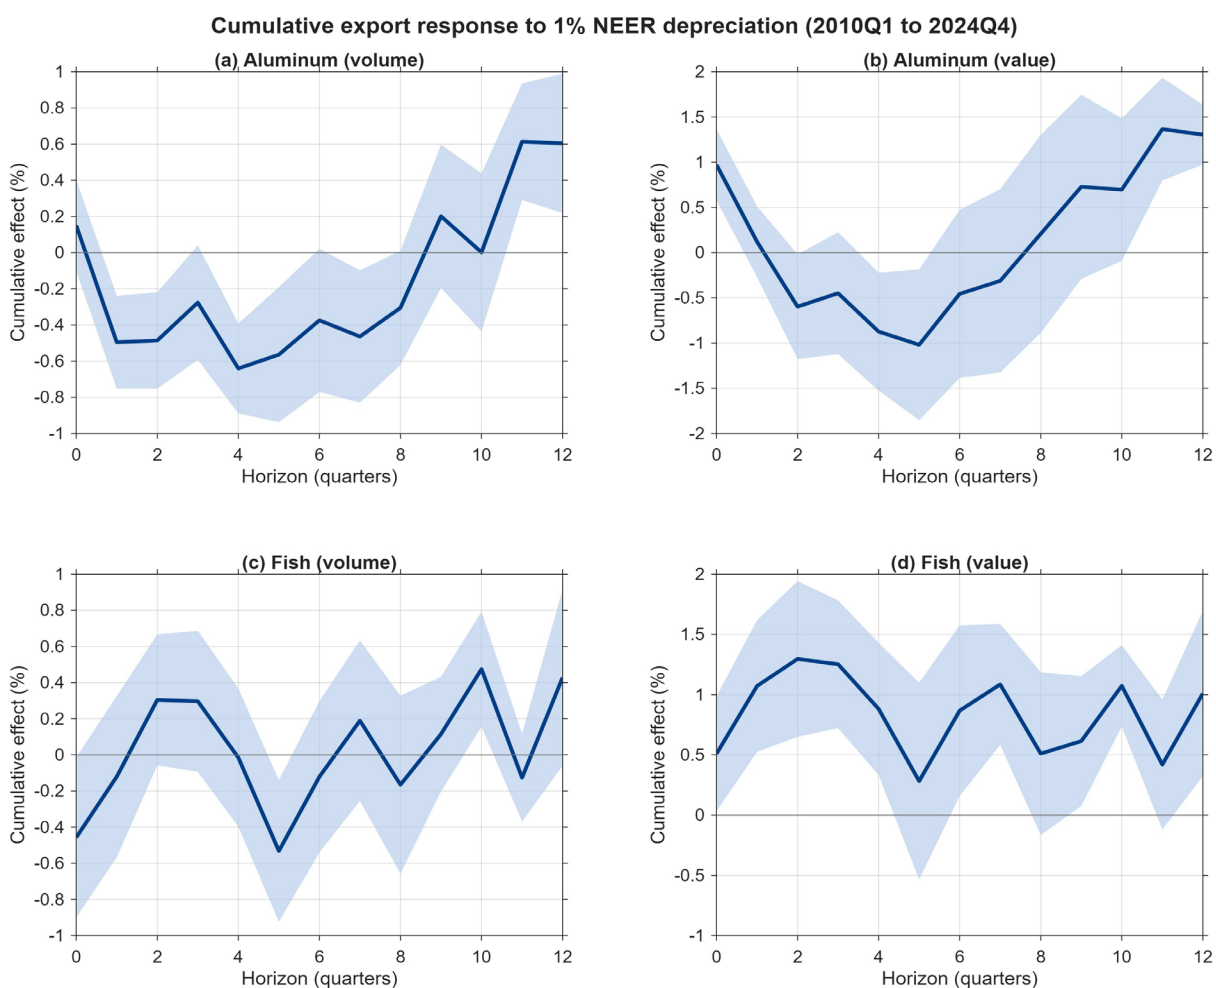 Cumulative export response to 1% NEER depreciation (2010Q1 to 2024Q4)
(a) Aluminum (volume)
Cumulative effect (%)
1
0.8
0.6
0.4
0.2
0
-0.2
-0.4
-0.6
-0.8
-1
0 2 4 6 8 10 12
Horizon (quarters)
(b) Aluminum (value)
Cumulative effect (%)
2
1.5
1
0.5
0
-0.5
-1
-1.5
-2
0 2 4 6 8 10 12
Horizon (quarters)
(c) Fish (volume)
Cumulative effect (%)
1
0.8
0.6
0.4
0.2
0
-0.2
-0.4
-0.6
-0.8
-1
0 2 4 6 8 10 12
Horizon (quarters)
(d) Fish (value)
Cumulative effect (%)
2
1.5
1
0.5
0
-0.5
-1
0 2 4 6 8 10 12
Horizon (quarters)